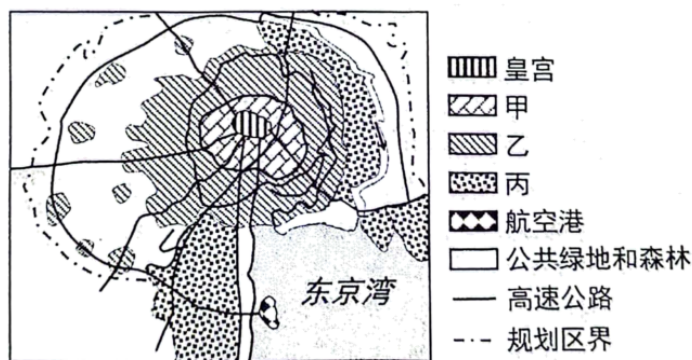 东京湾
皇宫
甲
乙
丙
航空港
公共绿地和森林
高速公路
规划区界